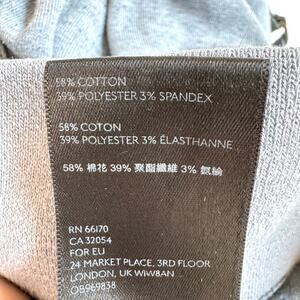 58% COTTON
39% POLYESTER 3% SPANDEX
58% COTON
39% POLYESTER 3% ÉLASTHANNE
58% 棉花 39% 聚酯纖維 3% 氨綸
RN 66170
CA 32054
FOR EU
24 MARKET PLACE, 3RD FLOOR
LONDON, UK W1W8AN
OB969838